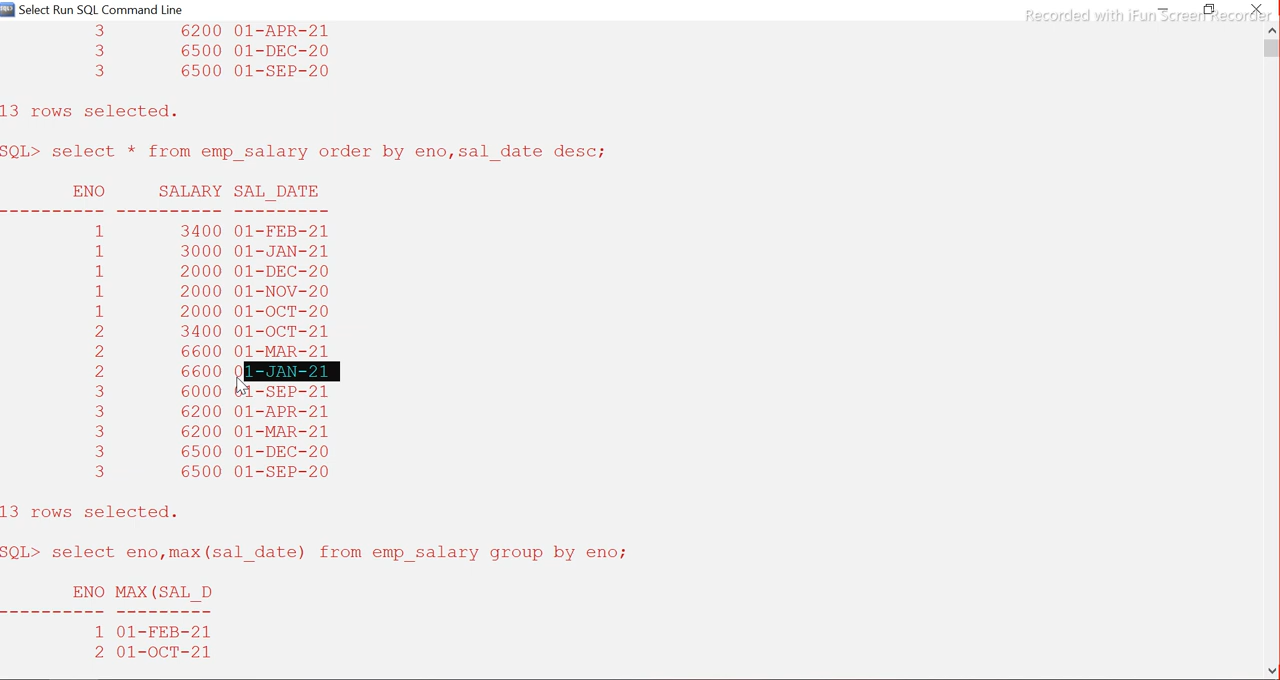 Select Run SQL Command Line
Recorded with iFun Screen Recorder
3 6200 01-APR-21
3 6500 01-DEC-20
3 6500 01-SEP-20
13 rows selected.
SQL> select * from emp_salary order by eno,sal_date desc;
ENO SALARY SAL_DATE
---------- ---------- ---------
1 3400 01-FEB-21
1 3000 01-JAN-21
1 2000 01-DEC-20
1 2000 01-NOV-20
1 2000 01-OCT-20
2 3400 01-OCT-21
2 6600 01-MAR-21
2 6600 01-JAN-21
3 6000 01-SEP-21
3 6200 01-APR-21
3 6200 01-MAR-21
3 6500 01-DEC-20
3 6500 01-SEP-20
13 rows selected.
SQL> select eno,max(sal_date) from emp_salary group by eno;
ENO MAX(SAL_D
---------- ---------
1 01-FEB-21
2 01-OCT-21